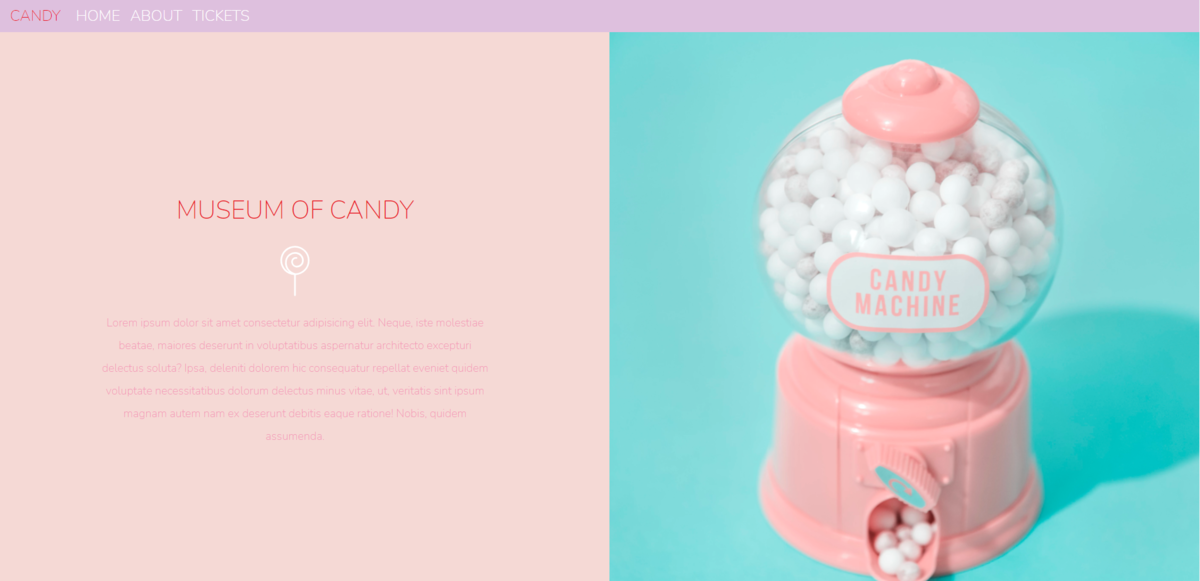 CANDY HOME ABOUT TICKETS
MUSEUM OF CANDY
Lorem ipsum dolor sit amet consectetur adipisicing elit. Neque, iste molestiae
beatae, maiores deserunt in voluptatibus aspernatur architecto excepturi
delectus soluta? Ipsa, deleniti dolorem hic consequatur repellat eveniet quidem
voluptate necessitatibus dolorum delectus minus vitae, ut, veritatis sint ipsum
magnam autem nam ex deserunt debitis eaque ratione! Nobis, quidem
assumenda.
CANDY
MACHINE